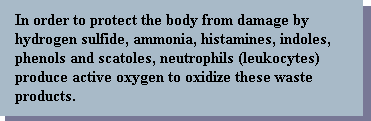 In order to protect the body from damage by
hydrogen sulfide, ammonia, histamines, indoles,
phenols and scatoles, neutrophils (leukocytes)
produce active oxygen to oxidize these waste
products.